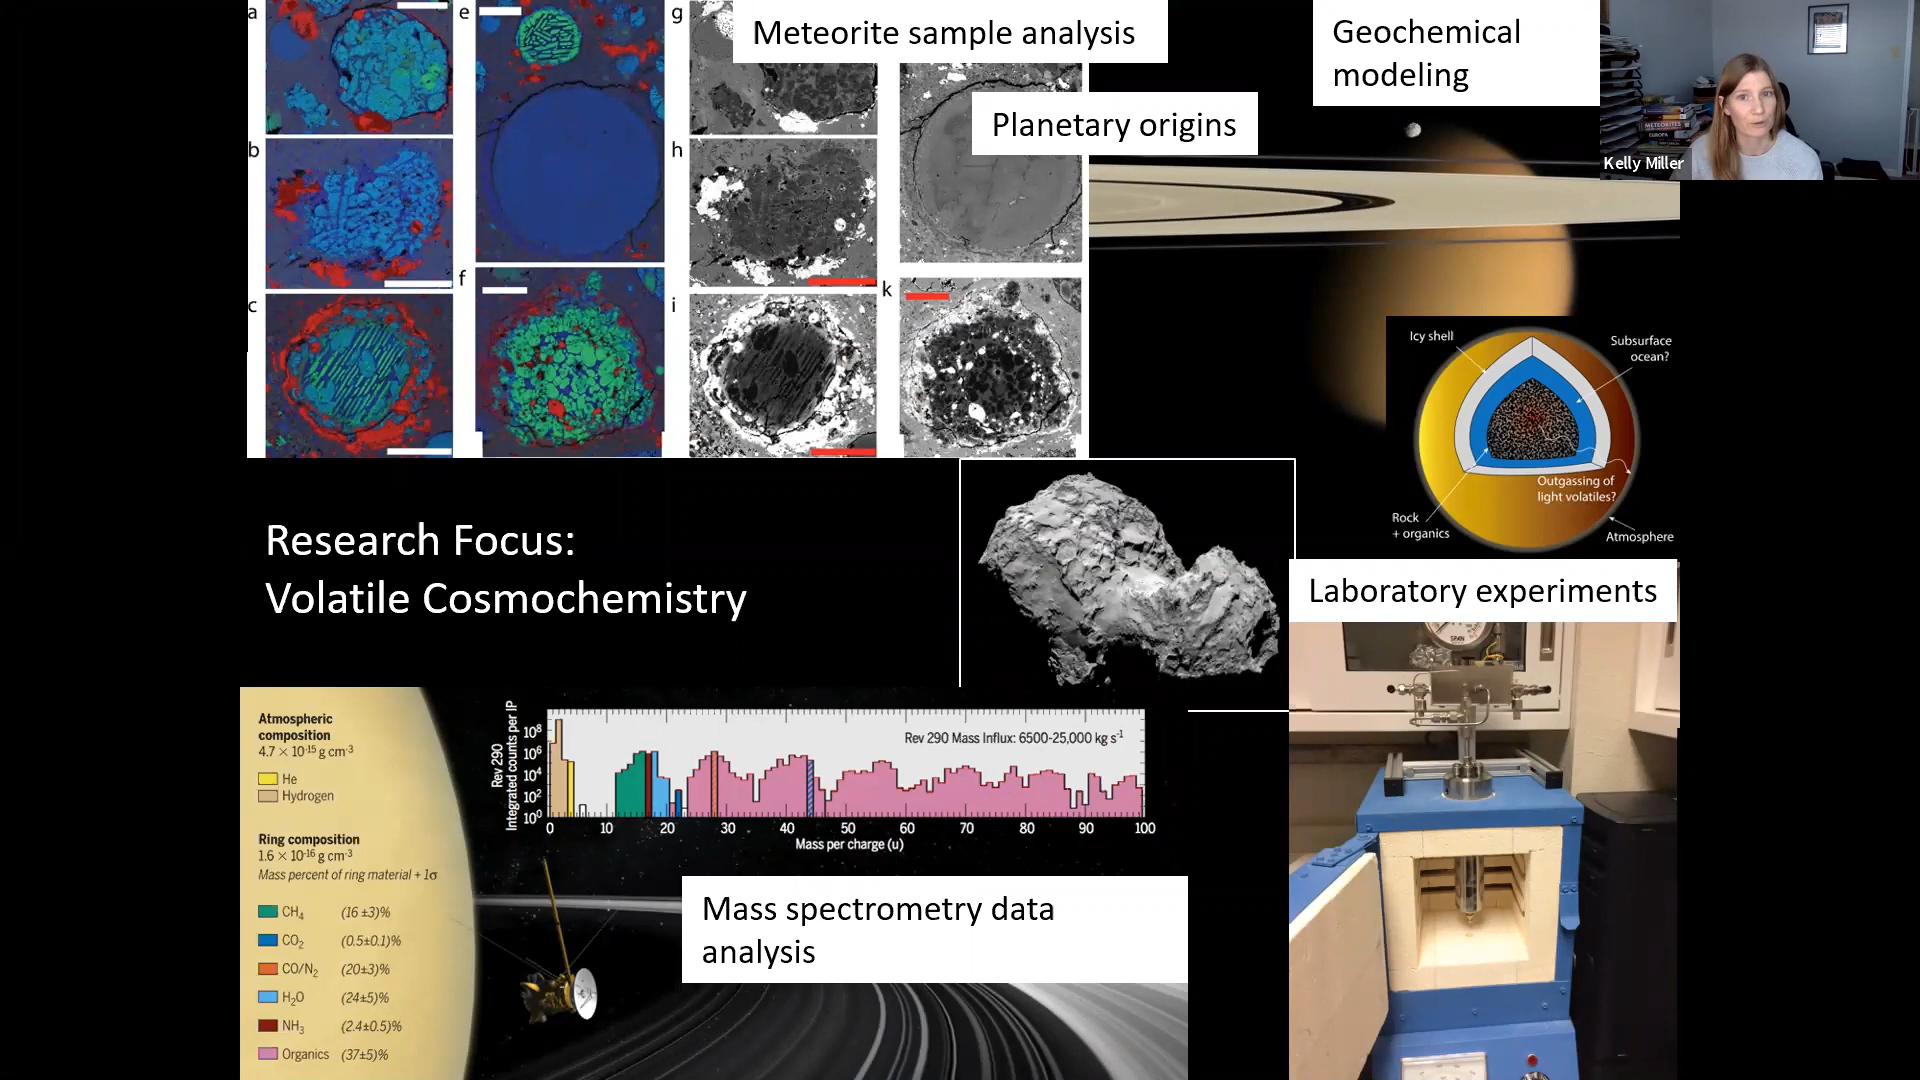 a
e
g
Meteorite sample analysis
Geochemical
modeling
Planetary origins
METEORITES
EUROPA
Kelly Miller
b
h
c
f
i
k
Icy shell
Subsurface
ocean?
Outgassing of
light volatiles?
Rock
+ organics
Atmosphere
Research Focus:
Volatile Cosmochemistry
Laboratory experiments
SPAN
Atmospheric
composition
4.7 × 10⁻¹⁵ g cm⁻³
He
Hydrogen
Ring composition
1.6 × 10⁻¹⁶ g cm⁻³
Mass percent of ring material + 1σ
CH₄ (16 ±3)%
CO₂ (0.5±0.1)%
CO/N₂ (20±3)%
H₂O (24±5)%
NH₃ (2.4±0.5)%
Organics (37±5)%
Rev 290
Integrated counts per IP
Rev 290 Mass Influx: 6500-25,000 kg s⁻¹
10⁸
10⁶
10⁴
10²
10⁰
0 10 20 30 40 50 60 70 80 90 100
Mass per charge (u)
Mass spectrometry data
analysis